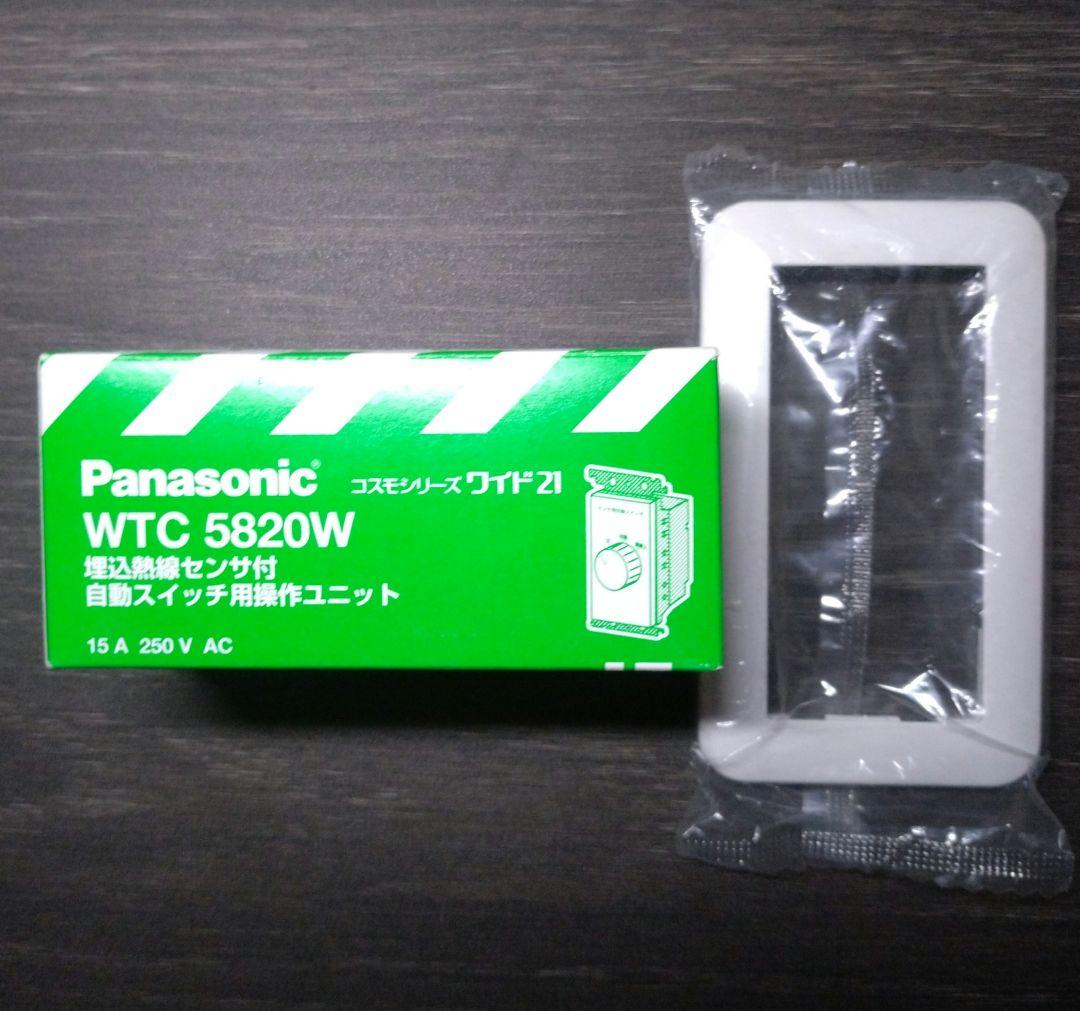 Panasonic® コスモシリーズ ワイド21
WTC 5820W
埋込熱線センサ付
自動スイッチ用操作ユニット
15 A 250 V AC